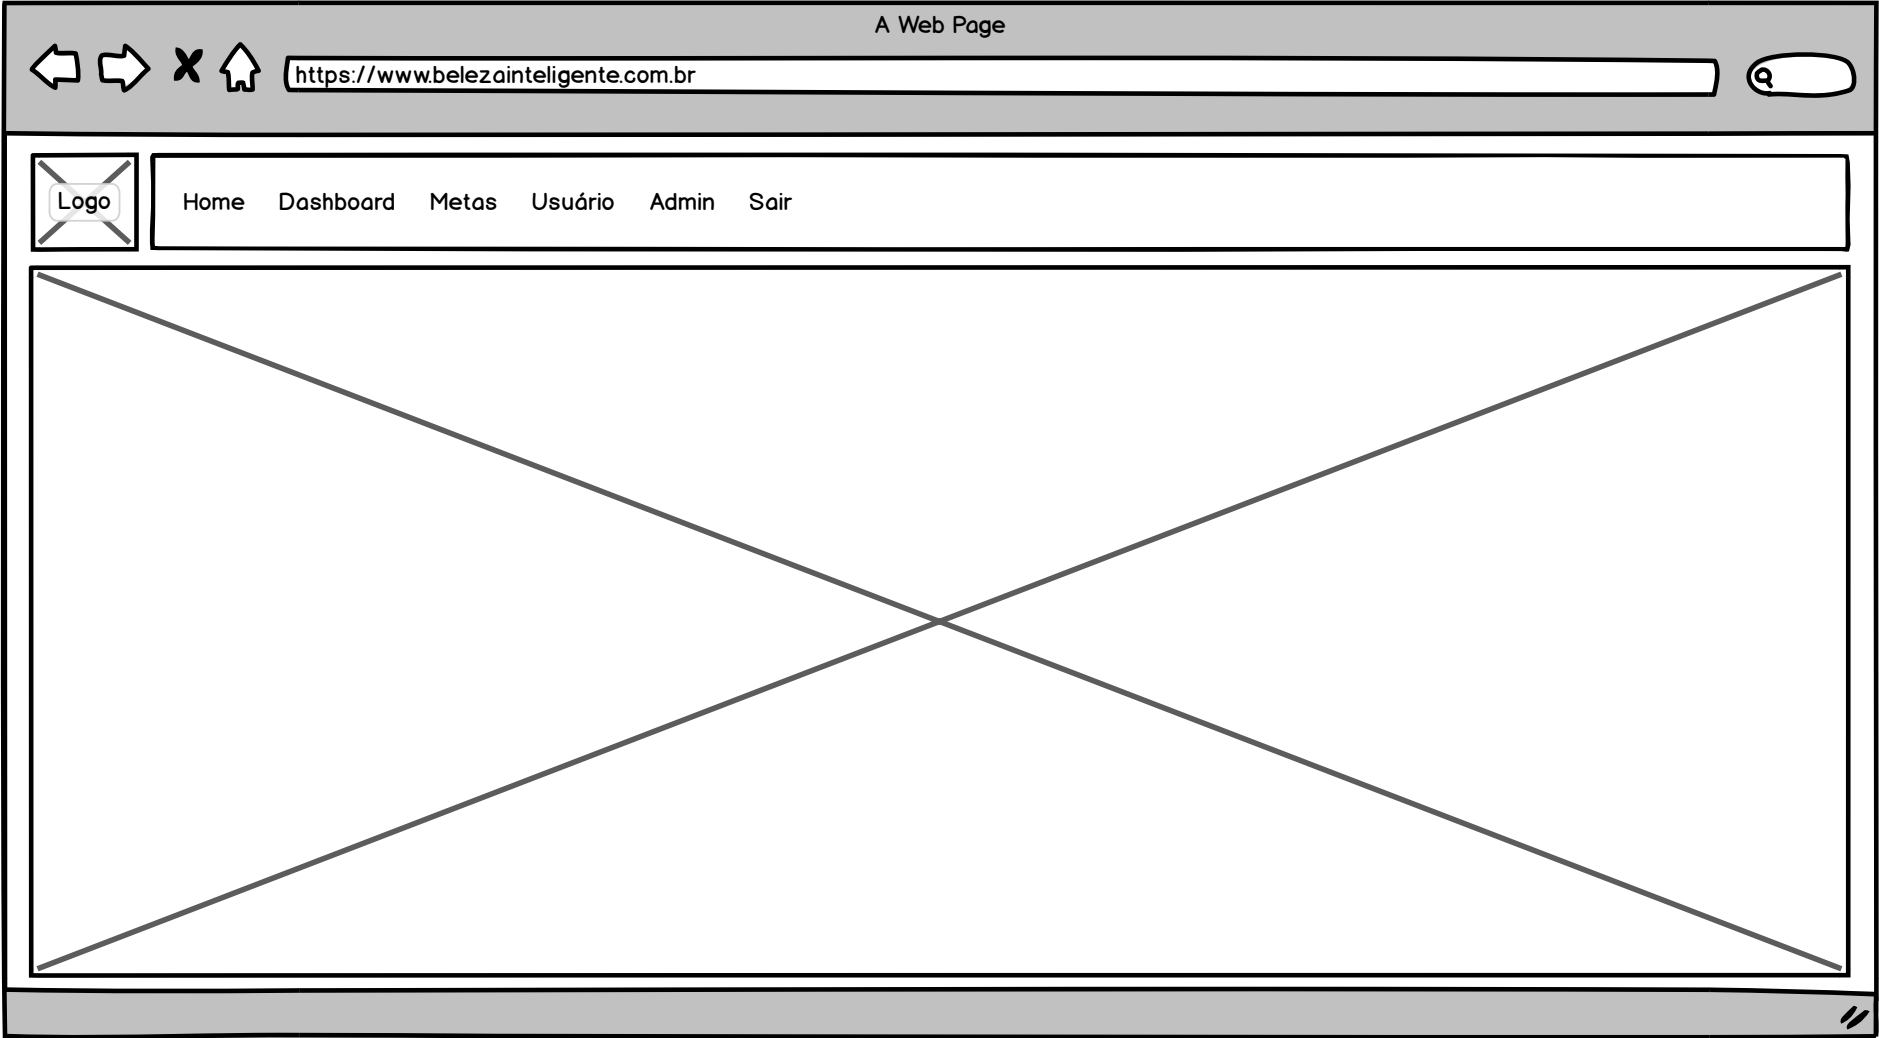 A Web Page
https://www.belezainteligente.com.br
Logo
Home Dashboard Metas Usuário Admin Sair